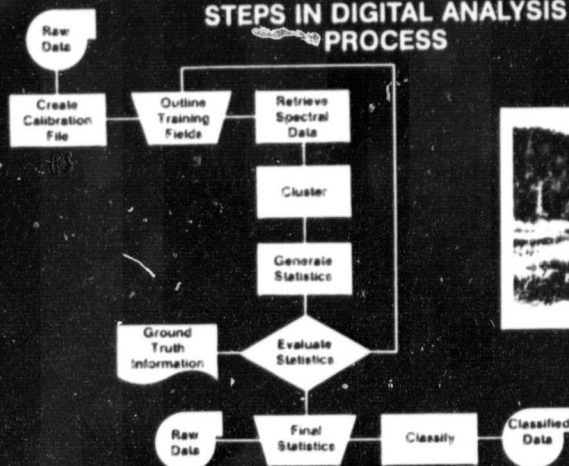 STEPS IN DIGITAL ANALYSIS
PROCESS
Raw
Data
Create
Calibration
File
Outline
Training
Fields
Retrieve
Spectral
Data
Cluster
Generate
Statistics
Ground
Truth
Information
Evaluate
Statistics
Raw
Data
Final
Statistics
Classify
Classified
Data